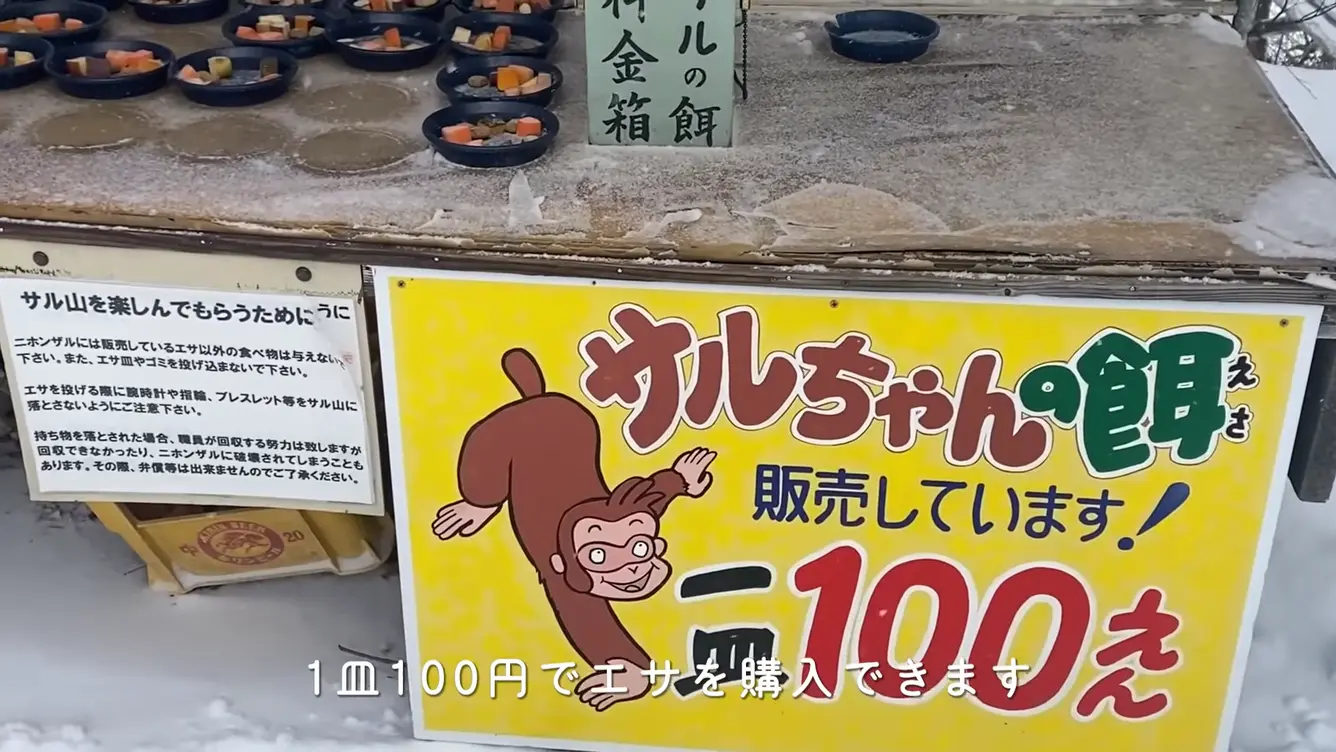 サルの餌
料金箱
サル山を楽しんでもらうために
うに
ニホンザルには販売しているエサ以外の食べ物は与えない
下さい。また、エサ皿やゴミを投げ込まないで下さい。
エサを投げる際に腕時計や指輪、ブレスレット等をサル山に
落とさないようにご注意下さい。
持ち物を落とされた場合、職員が回収する努力は致しますが
回収できなかったり、ニホンザルに破壊されてしまうことも
あります。その際、弁償等は出来ませんのでご了承ください。
サルちゃんの餌
えさ
販売しています!
一皿100えん
KIRIN BEER
20
1皿100円でエサを購入できます